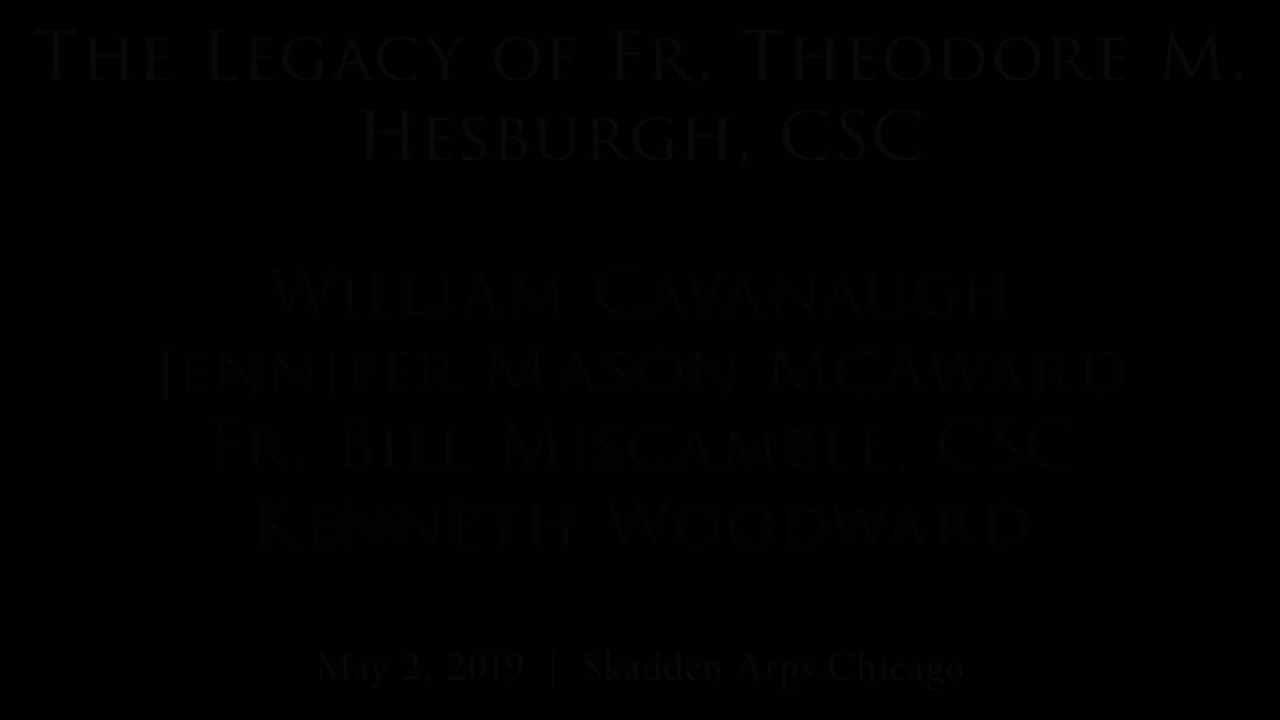 The Legacy of Fr. Theodore M.
Hesburgh, CSC
William Cavanaugh
Jennifer Mason McAward
Fr. Bill Miscamble, CSC
Kenneth Woodward
May 2, 2019 | Skadden Arps Chicago